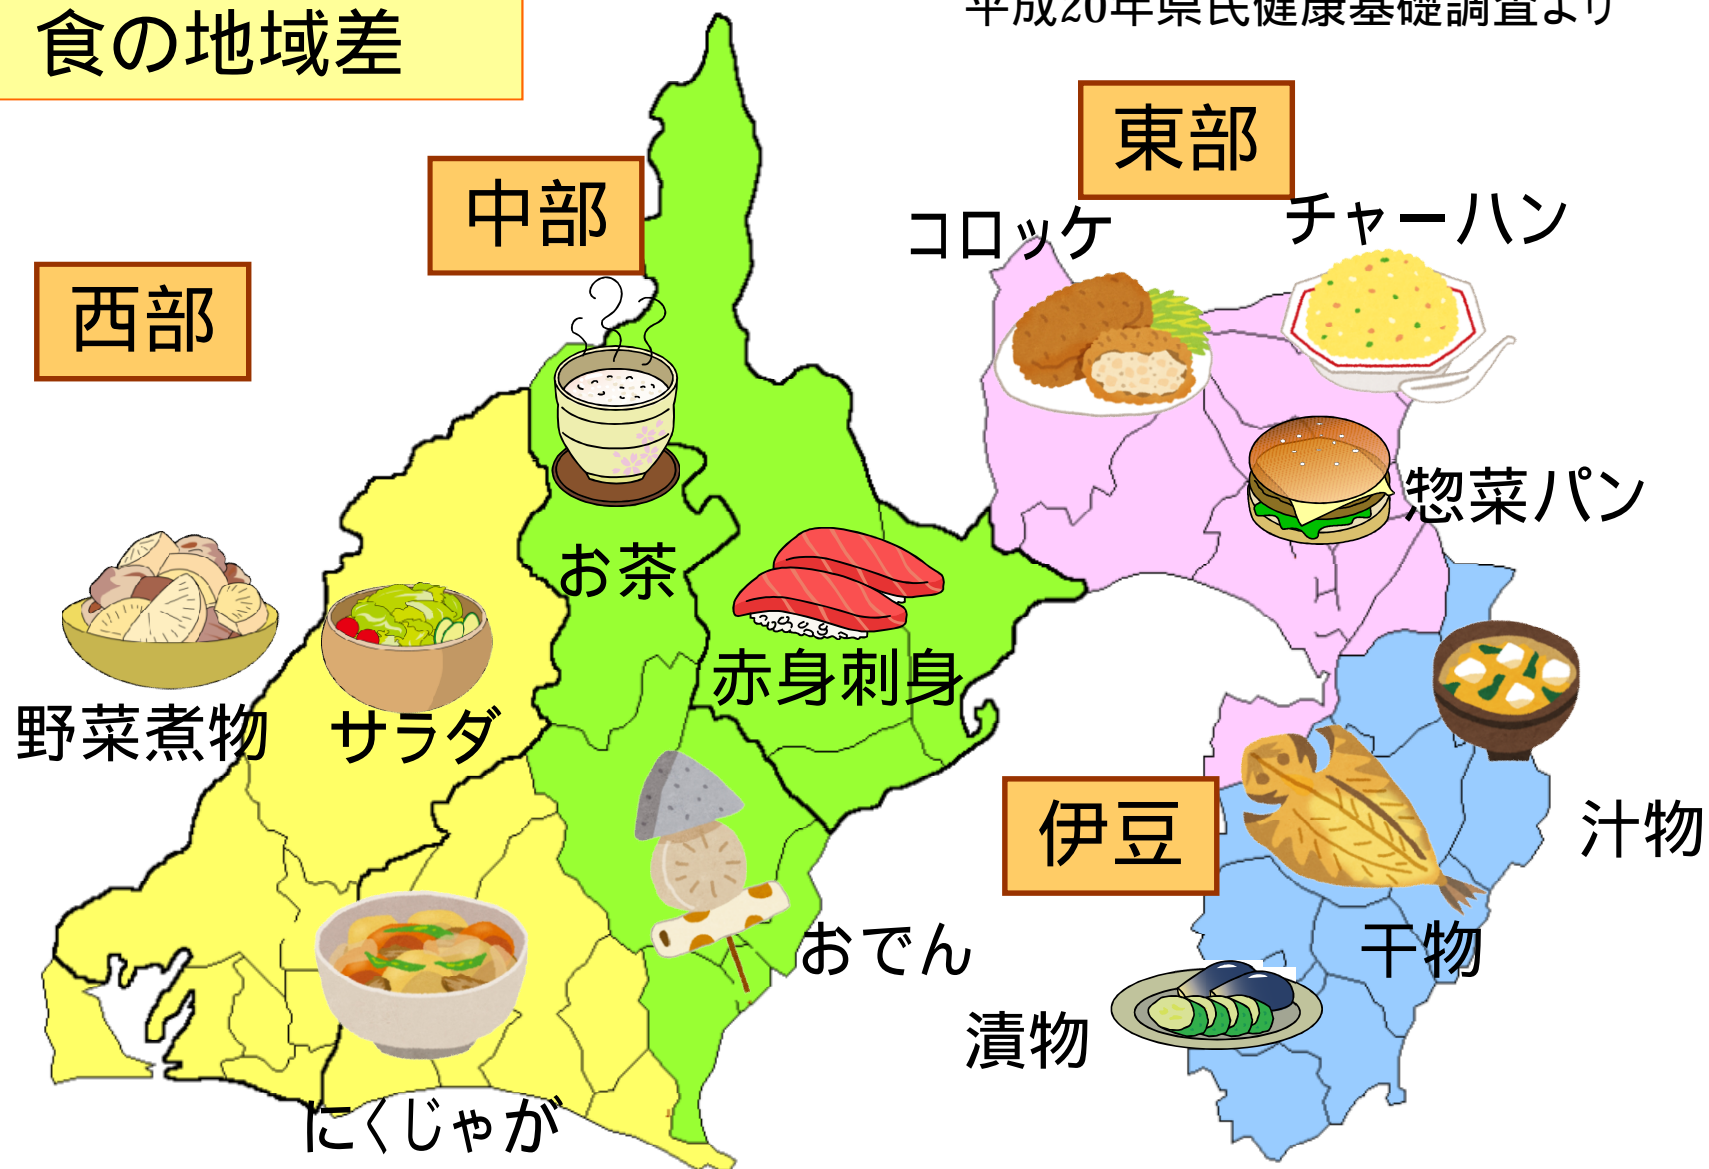 食の地域差
平成20年県民健康基礎調査より
東部
中部
西部
コロッケ
チャーハン
惣菜パン
お茶
赤身刺身
野菜煮物
サラダ
伊豆
汁物
おでん
干物
漬物
にくじゃが